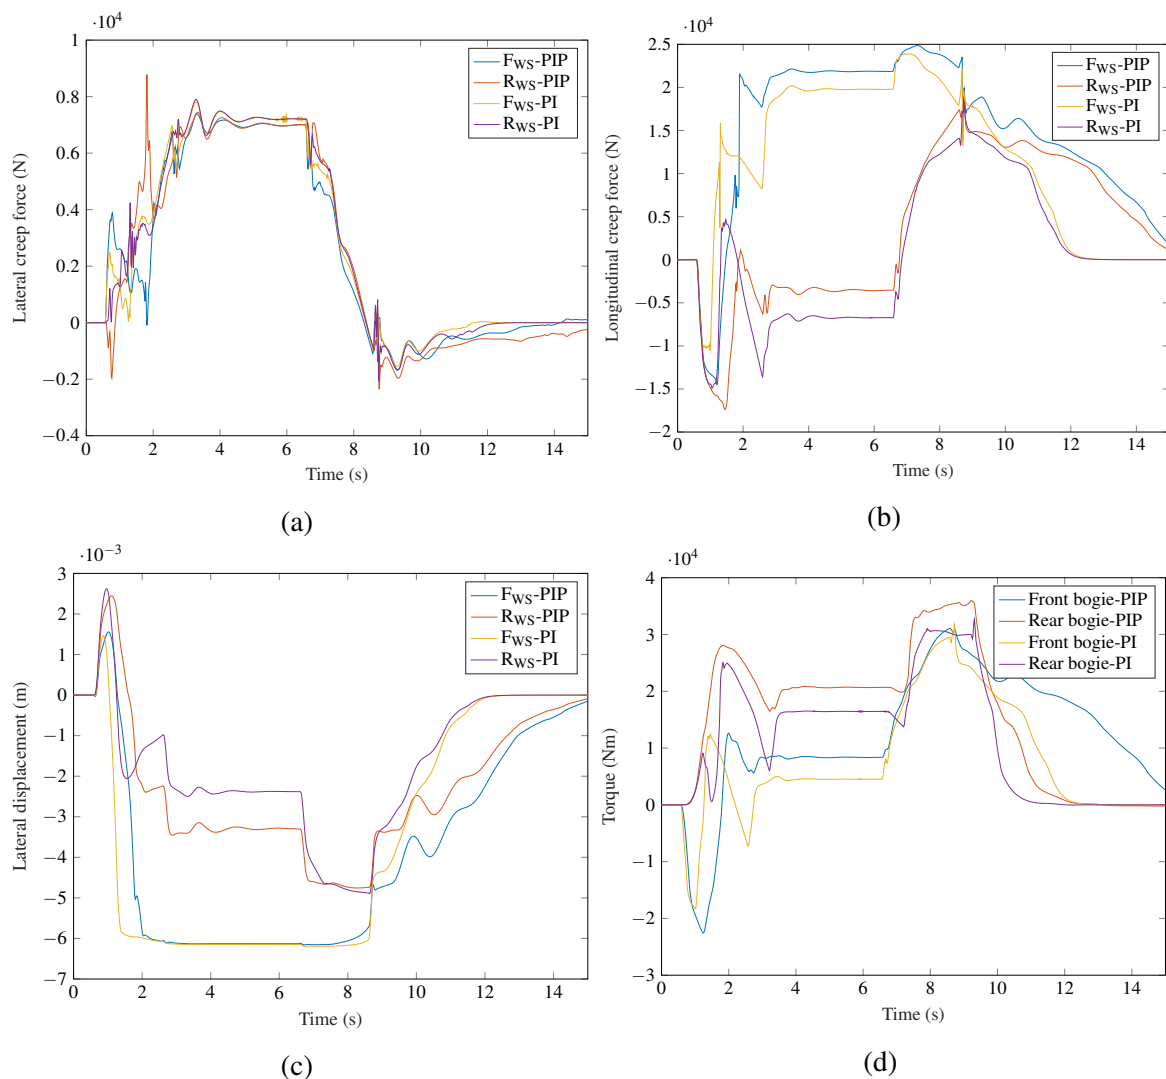 ·10⁴
1
0.8
0.6
0.4
0.2
0
−0.2
−0.4
0 2 4 6 8 10 12 14
Lateral creep force (N)
Time (s)
F_WS-PIP
R_WS-PIP
F_WS-PI
R_WS-PI
(a)
·10⁴
2.5
2
1.5
1
0.5
0
−0.5
−1
−1.5
−2
0 2 4 6 8 10 12 14
Longitudinal creep force (N)
Time (s)
F_WS-PIP
R_WS-PIP
F_WS-PI
R_WS-PI
(b)
·10⁻³
3
2
1
0
−1
−2
−3
−4
−5
−6
−7
0 2 4 6 8 10 12 14
Lateral displacement (m)
Time (s)
F_WS-PIP
R_WS-PIP
F_WS-PI
R_WS-PI
(c)
·10⁴
4
3
2
1
0
−1
−2
−3
0 2 4 6 8 10 12 14
Torque (Nm)
Time (s)
Front bogie-PIP
Rear bogie-PIP
Front bogie-PI
Rear bogie-PI
(d)